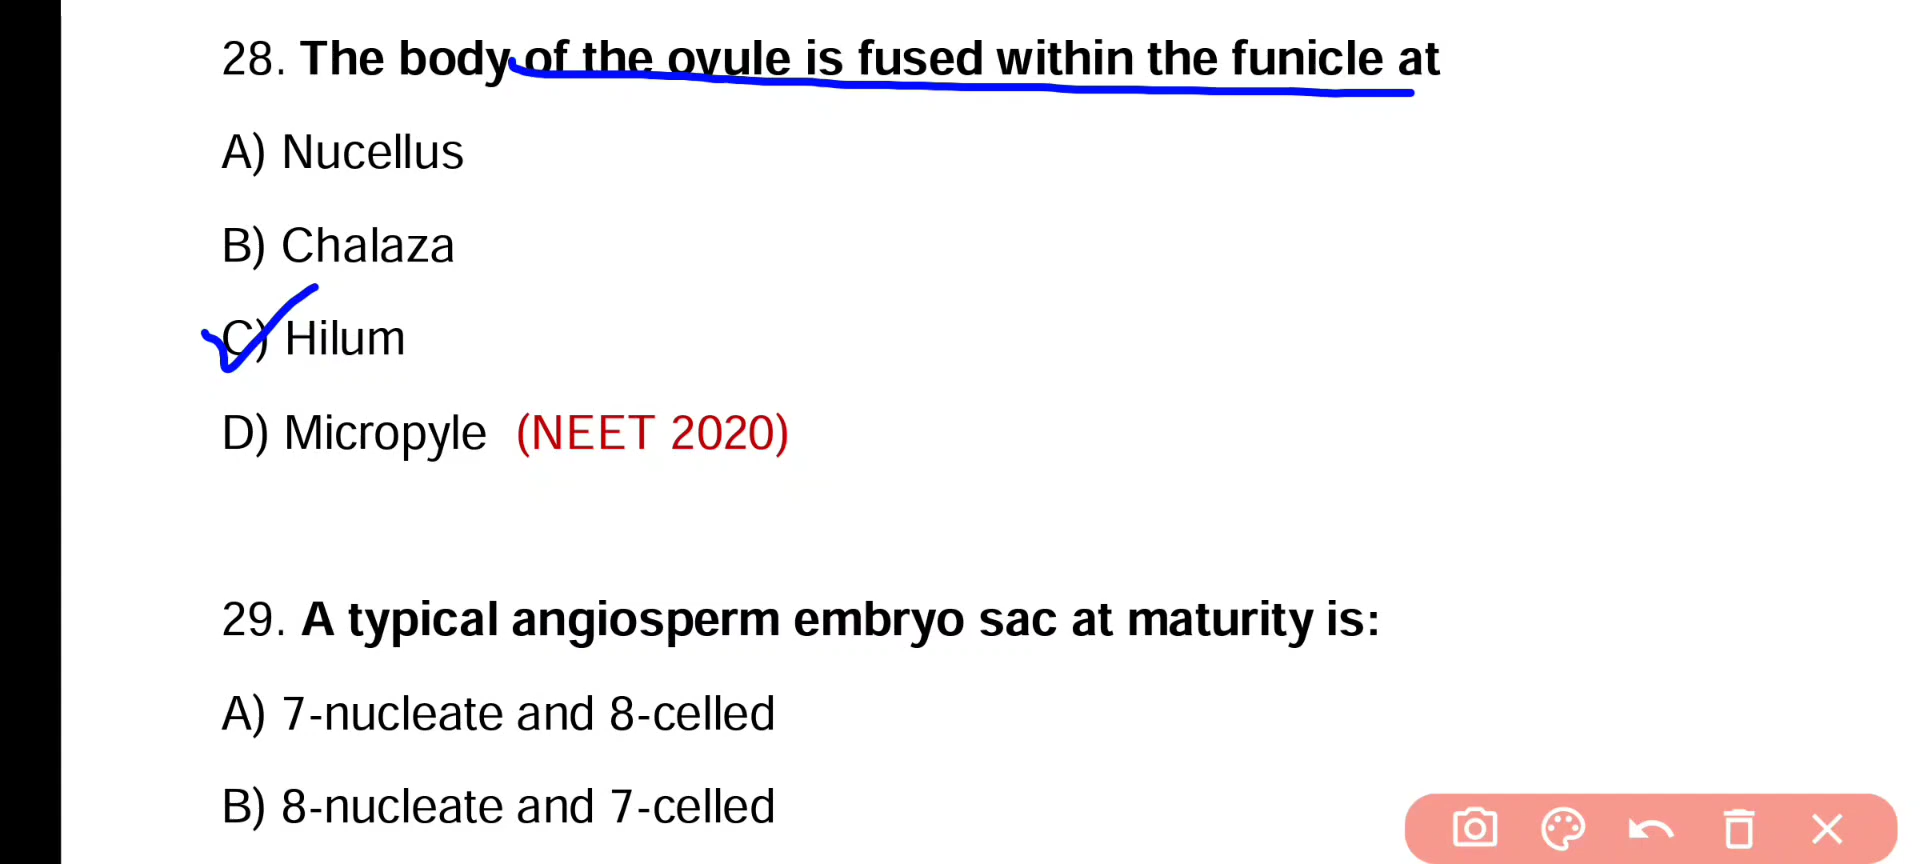 28. The body of the ovule is fused within the funicle at
A) Nucellus
B) Chalaza
C) Hilum
D) Micropyle (NEET 2020)
29. A typical angiosperm embryo sac at maturity is:
A) 7-nucleate and 8-celled
B) 8-nucleate and 7-celled